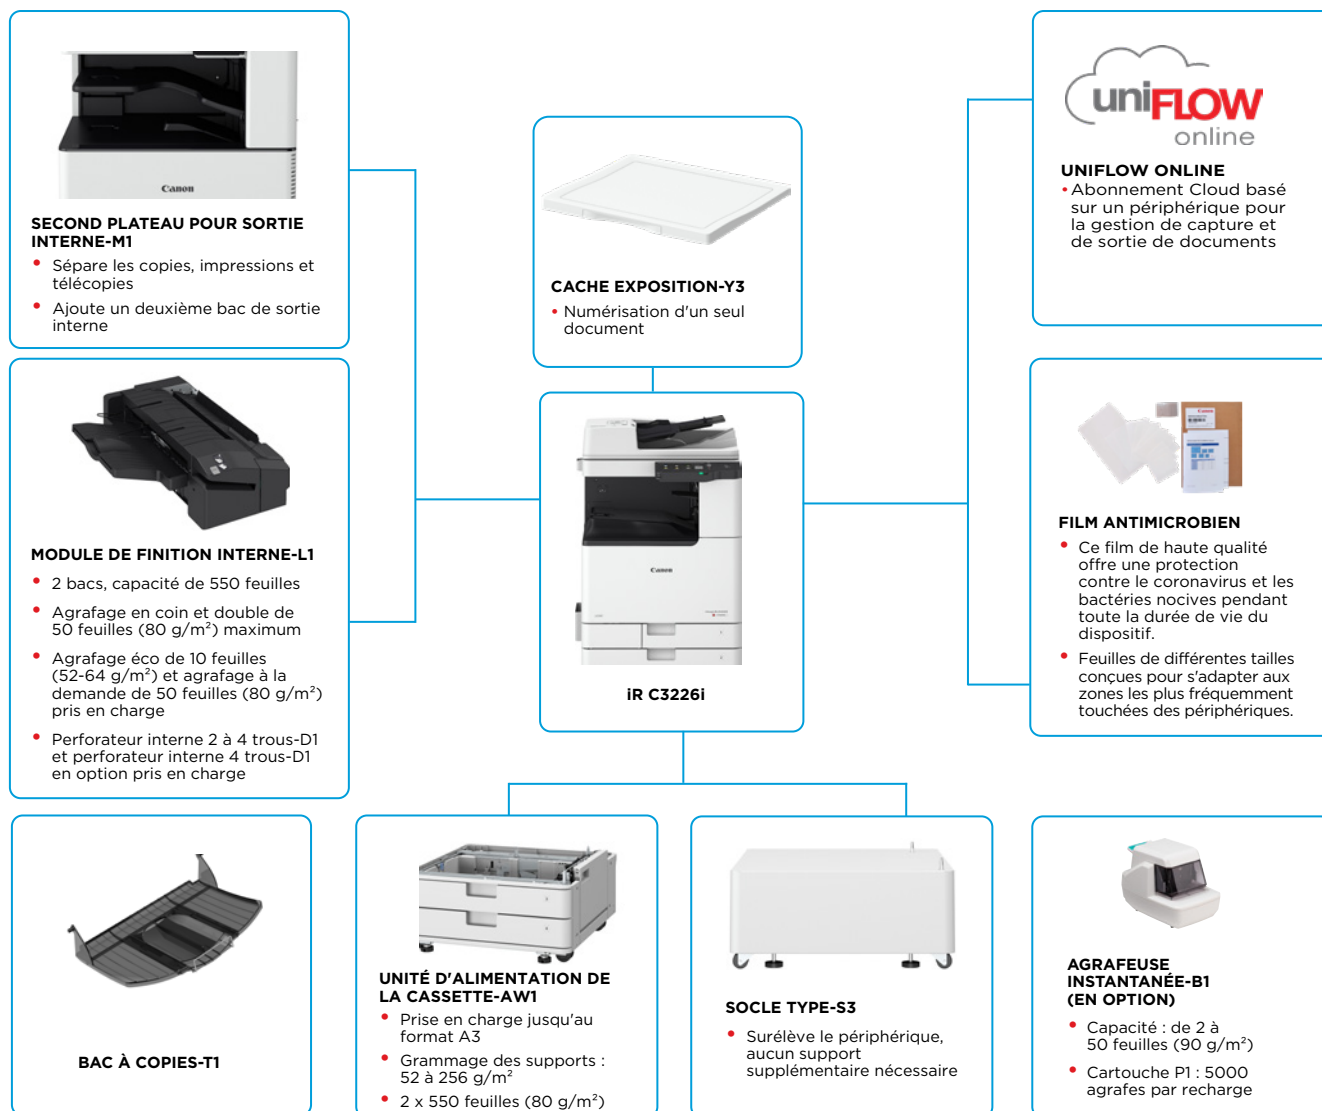 Canon
SECOND PLATEAU POUR SORTIE
INTERNE-M1
• Sépare les copies, impressions et
télécopies
• Ajoute un deuxième bac de sortie
interne
CACHE EXPOSITION-Y3
• Numérisation d'un seul
document
uniFLOW
online
UNIFLOW ONLINE
• Abonnement Cloud basé
sur un périphérique pour
la gestion de capture et
de sortie de documents
MODULE DE FINITION INTERNE-L1
• 2 bacs, capacité de 550 feuilles
• Agrafage en coin et double de
50 feuilles (80 g/m²) maximum
• Agrafage éco de 10 feuilles
(52-64 g/m²) et agrafage à la
demande de 50 feuilles (80 g/m²)
pris en charge
• Perforateur interne 2 à 4 trous-D1
et perforateur interne 4 trous-D1
en option pris en charge
Canon
iR C3226i
Canon
FILM ANTIMICROBIEN
• Ce film de haute qualité
offre une protection
contre le coronavirus et les
bactéries nocives pendant
toute la durée de vie du
dispositif.
• Feuilles de différentes tailles
conçues pour s'adapter aux
zones les plus fréquemment
touchées des périphériques.
BAC À COPIES-T1
UNITÉ D'ALIMENTATION DE
LA CASSETTE-AW1
• Prise en charge jusqu'au
format A3
• Grammage des supports :
52 à 256 g/m²
• 2 x 550 feuilles (80 g/m²)
SOCLE TYPE-S3
• Surélève le périphérique,
aucun support
supplémentaire nécessaire
AGRAFEUSE
INSTANTANÉE-B1
(EN OPTION)
• Capacité : de 2 à
50 feuilles (90 g/m²)
• Cartouche P1 : 5000
agrafes par recharge